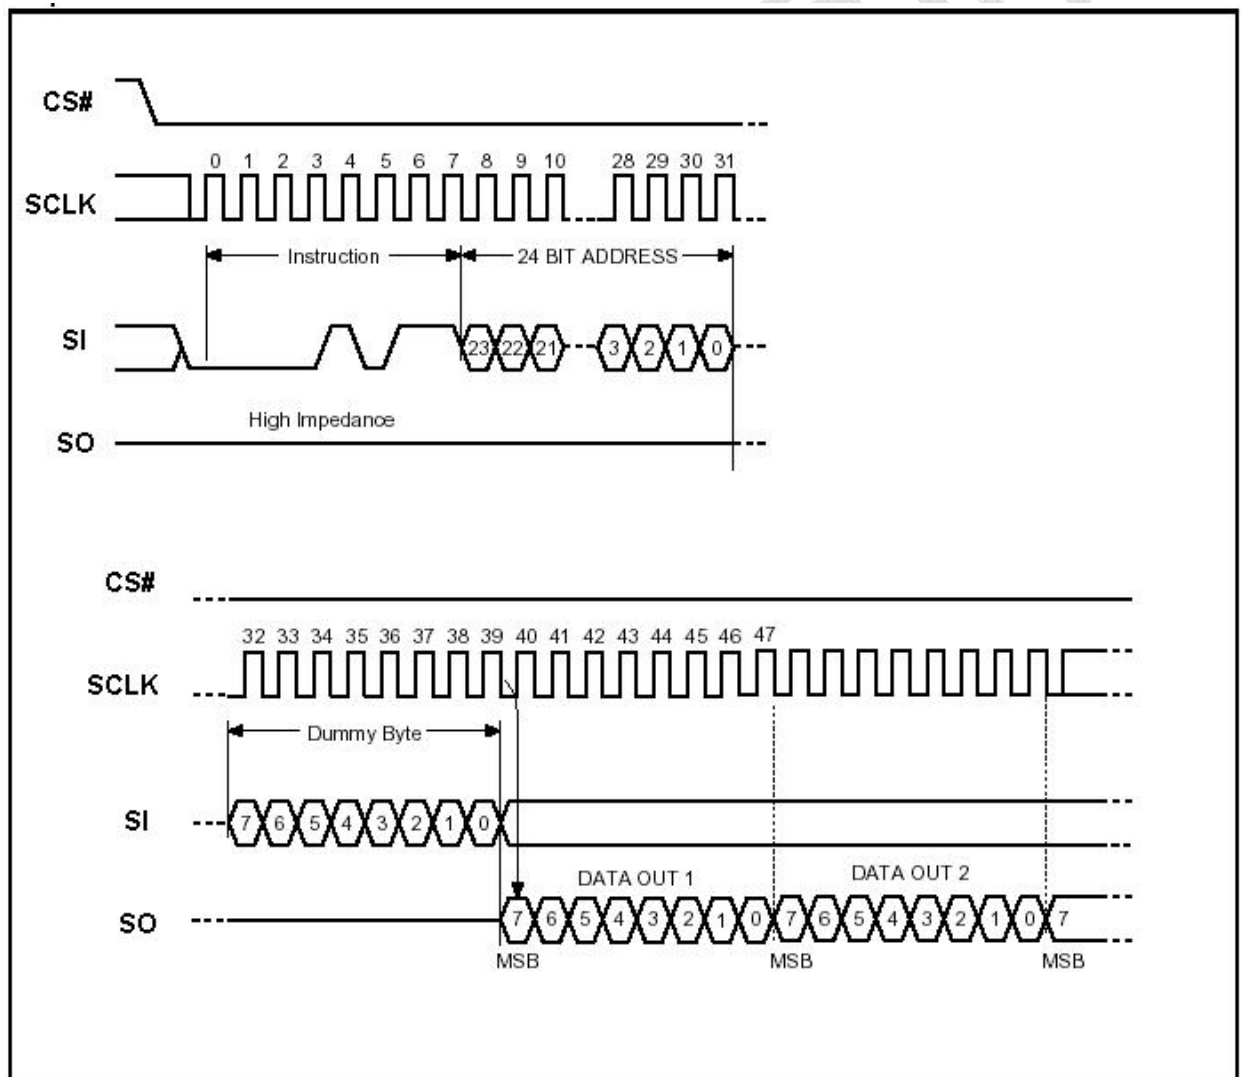 CS#
0 1 2 3 4 5 6 7 8 9 10 28 29 30 31
SCLK
Instruction 24 BIT ADDRESS
SI
23 22 21 3 2 1 0
High Impedance
SO
CS#
32 33 34 35 36 37 38 39 40 41 42 43 44 45 46 47
SCLK
Dummy Byte
SI
7 6 5 4 3 2 1 0
DATA OUT 1 DATA OUT 2
SO
7 6 5 4 3 2 1 0 7 6 5 4 3 2 1 0 7
MSB MSB MSB